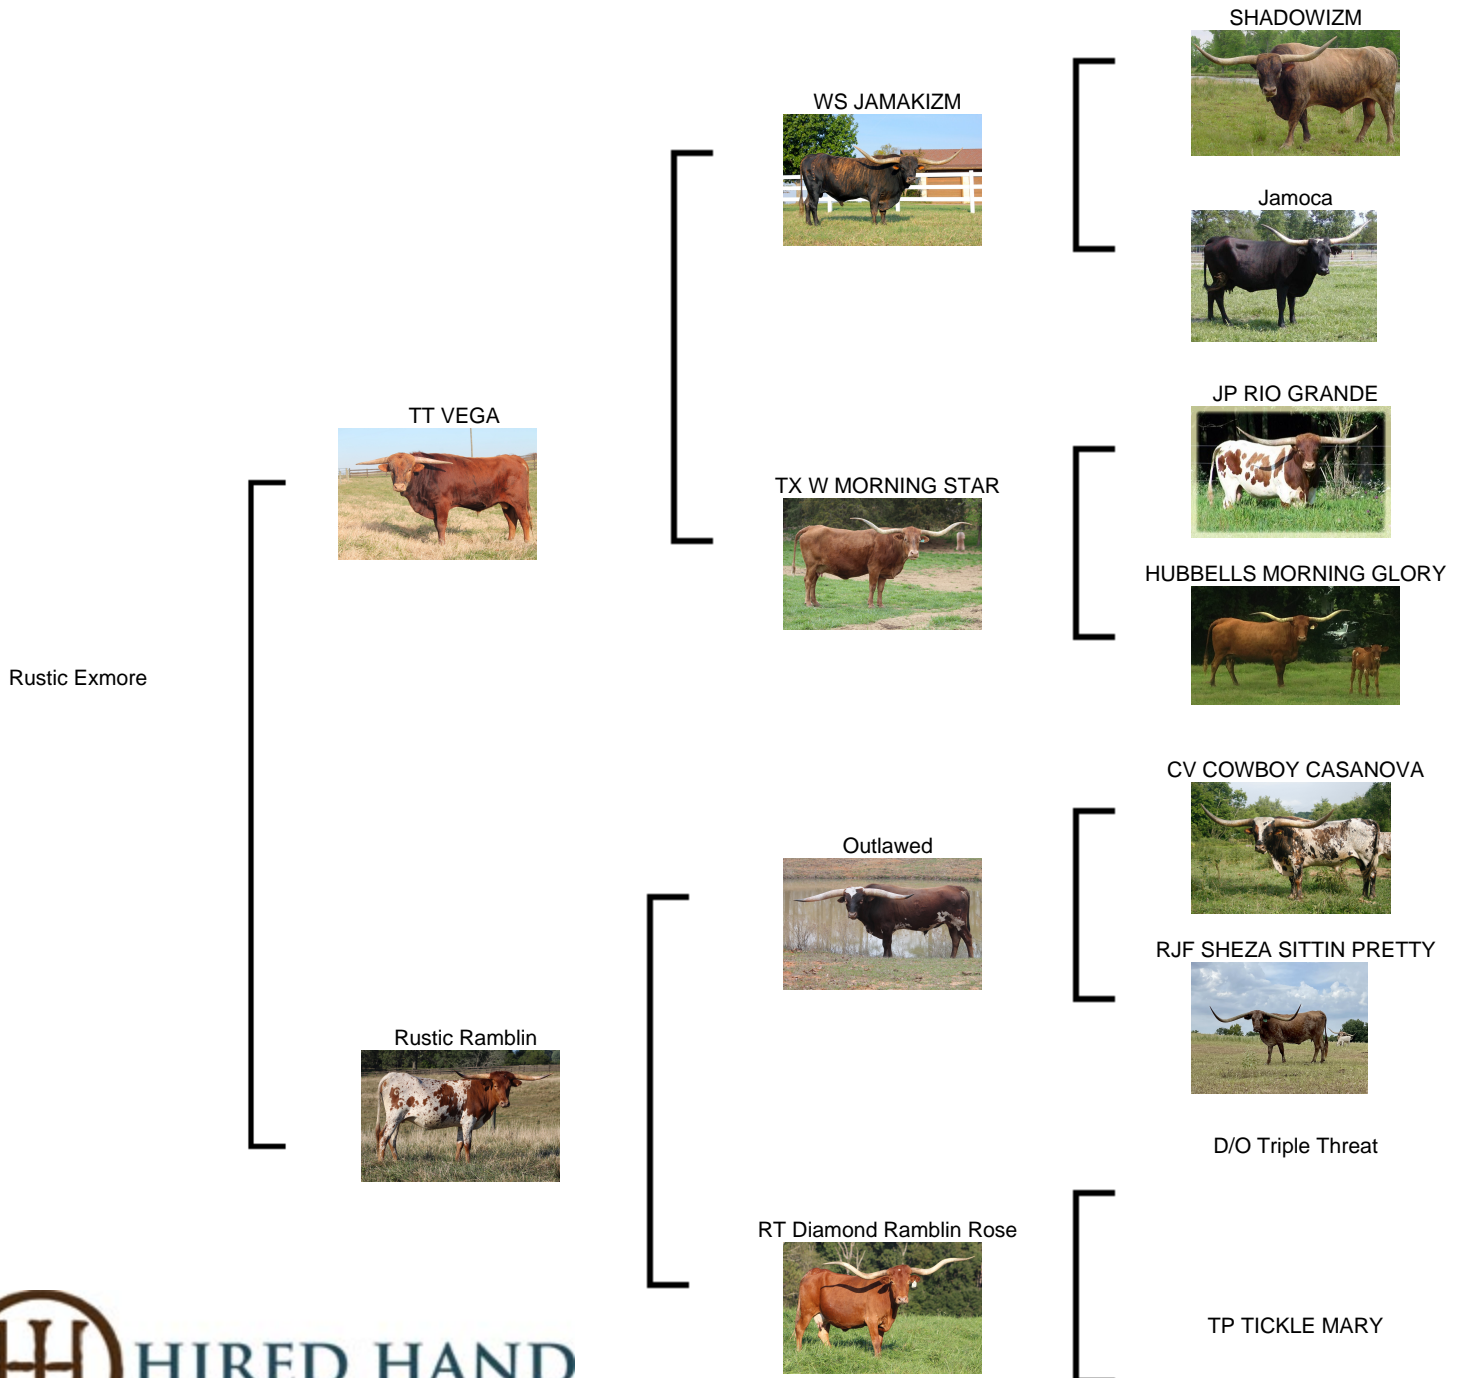 SHADOWIZM
WS JAMAKIZM
Jamoca
JP RIO GRANDE
TT VEGA
TX W MORNING STAR
HUBBELLS MORNING GLORY
Rustic Exmore
CV COWBOY CASANOVA
Outlawed
RJF SHEZA SITTIN PRETTY
Rustic Ramblin
D/O Triple Threat
RT Diamond Ramblin Rose
TP TICKLE MARY
HIRED HAND